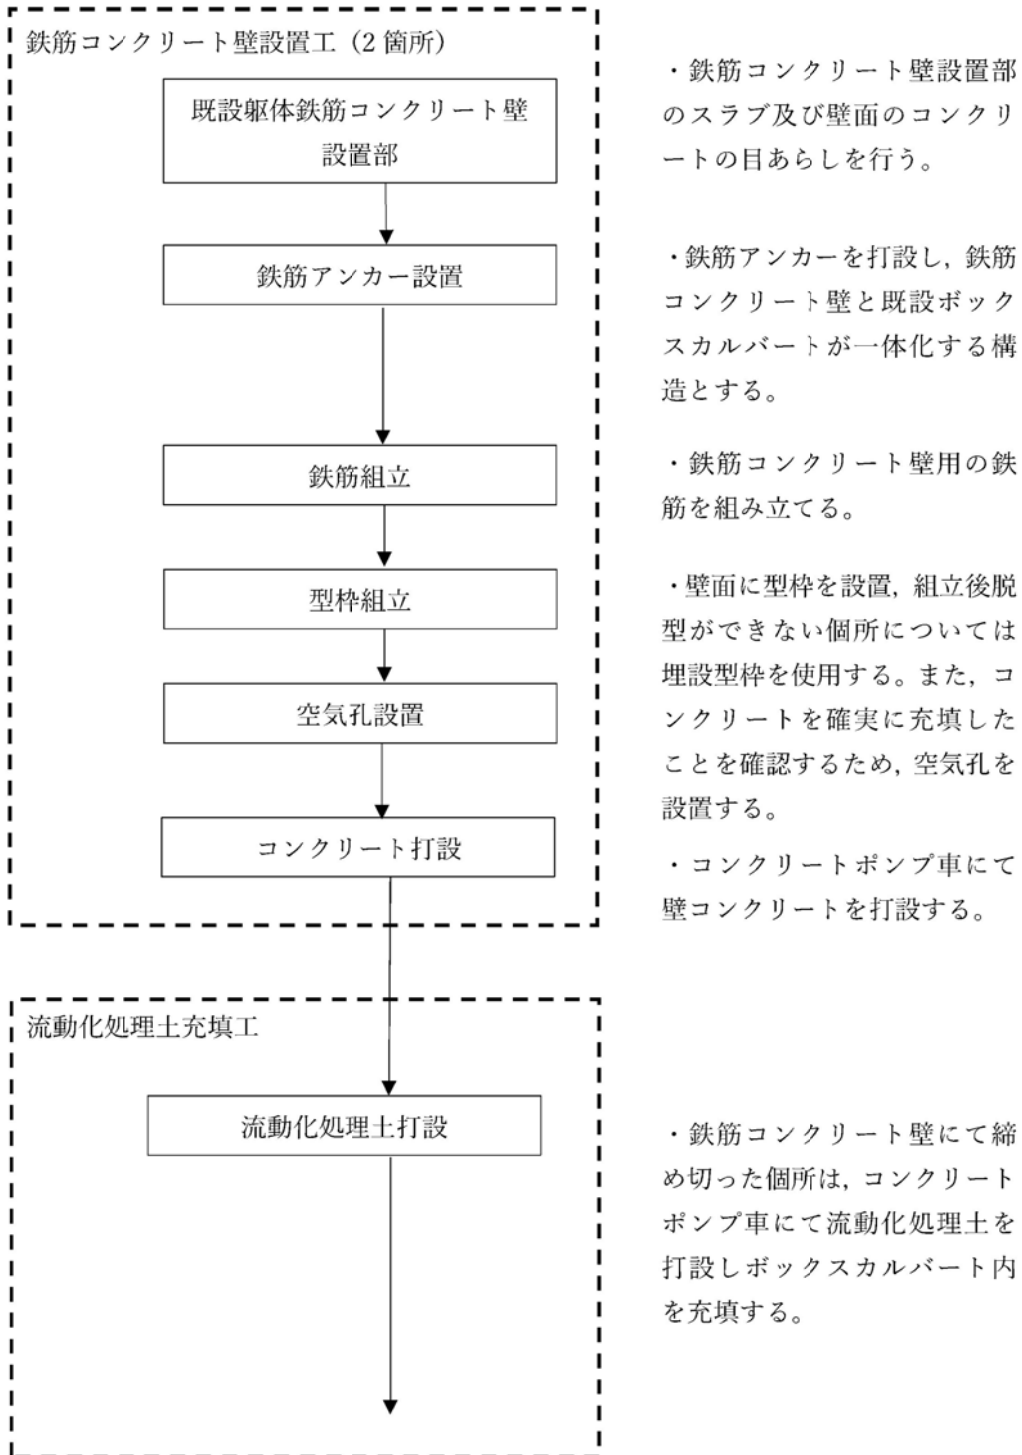 鉄筋コンクリート壁設置工（2 箇所）
既設躯体鉄筋コンクリート壁
設置部
・鉄筋コンクリート壁設置部
のスラブ及び壁面のコンクリ
ートの目あらしを行う。
鉄筋アンカー設置
・鉄筋アンカーを打設し, 鉄筋
コンクリート壁と既設ボック
スカルバートが一体化する構
造とする。
鉄筋組立
・鉄筋コンクリート壁用の鉄
筋を組み立てる。
型枠組立
空気孔設置
・壁面に型枠を設置, 組立後脱
型ができない個所については
埋設型枠を使用する。また, コ
ンクリートを確実に充填した
ことを確認するため, 空気孔を
設置する。
コンクリート打設
・コンクリートポンプ車にて
壁コンクリートを打設する。
流動化処理土充填工
流動化処理土打設
・鉄筋コンクリート壁にて締
め切った個所は, コンクリート
ポンプ車にて流動化処理土を
打設しボックスカルバート内
を充填する。